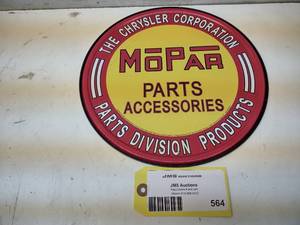 THE CHRYSLER CORPORATION
MOPAR
PARTS
ACCESSORIES
PARTS DIVISION PRODUCTS
JMS Auctions
564